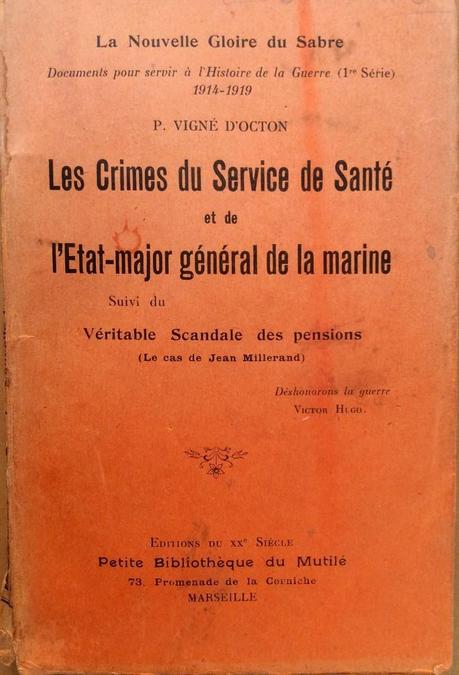 La Nouvelle Gloire du Sabre
Documents pour servir à l'Histoire de la Guerre (1re Série)
1914-1919
P. VIGNÉ D'OCTON
Les Crimes du Service de Santé
et de
l'Etat-major général de la marine
Suivi du
Véritable Scandale des pensions
(Le cas de Jean Millerand)
Déshonorons la guerre
VICTOR HUGO.
EDITIONS DU XXe SIÈCLE
Petite Bibliothèque du Mutilé
73. Promenade de la Corniche
MARSEILLE